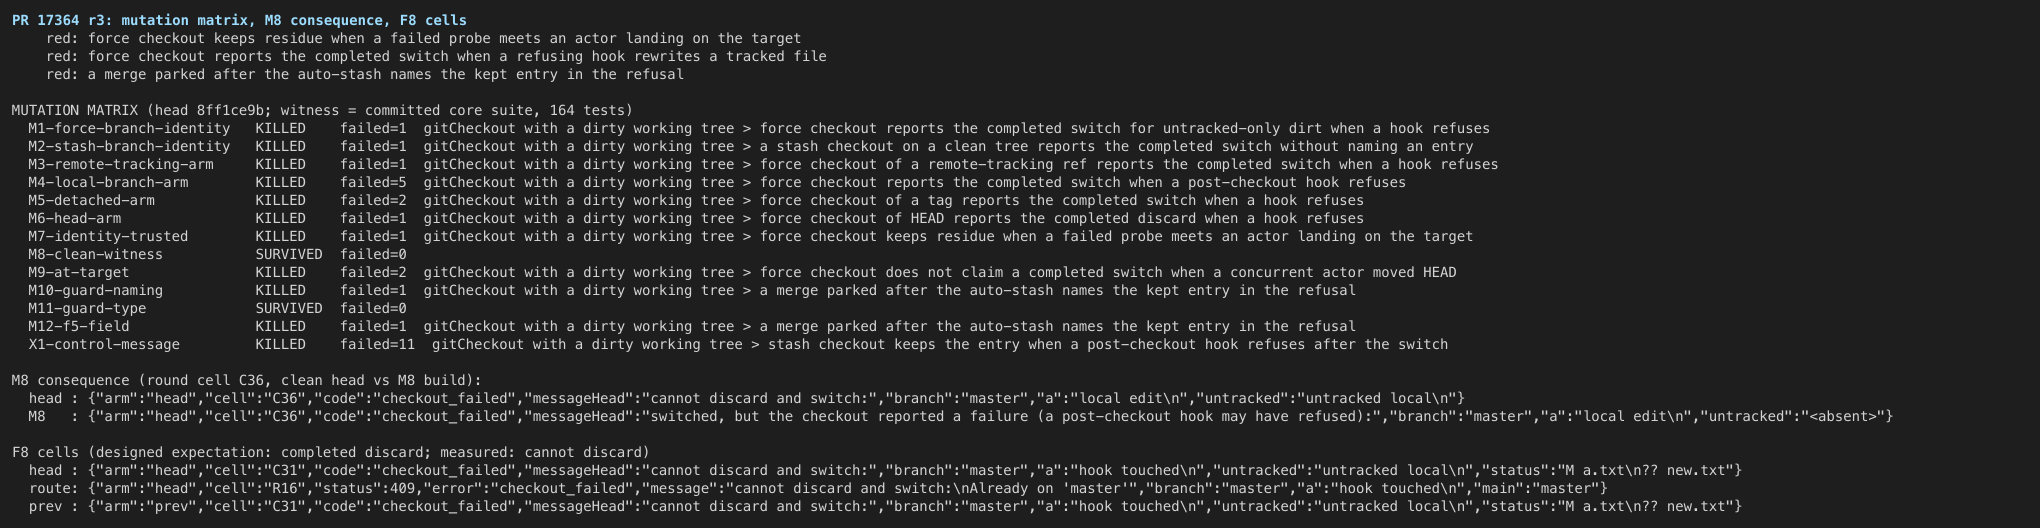 PR 17364 r3: mutation matrix, M8 consequence, F8 cells
    red: force checkout keeps residue when a failed probe meets an actor landing on the target
    red: force checkout reports the completed switch when a refusing hook rewrites a tracked file
    red: a merge parked after the auto-stash names the kept entry in the refusal

MUTATION MATRIX (head 8ff1ce9b; witness = committed core suite, 164 tests)
  M1-force-branch-identity   KILLED    failed=1  gitCheckout with a dirty working tree > force checkout reports the completed switch for untracked-only dirt when a hook refuses
  M2-stash-branch-identity   KILLED    failed=1  gitCheckout with a dirty working tree > a stash checkout on a clean tree reports the completed switch without naming an entry
  M3-remote-tracking-arm     KILLED    failed=1  gitCheckout with a dirty working tree > force checkout of a remote-tracking ref reports the completed switch when a hook refuses
  M4-local-branch-arm        KILLED    failed=5  gitCheckout with a dirty working tree > force checkout reports the completed switch when a post-checkout hook refuses
  M5-detached-arm            KILLED    failed=2  gitCheckout with a dirty working tree > force checkout of a tag reports the completed switch when a hook refuses
  M6-head-arm                KILLED    failed=1  gitCheckout with a dirty working tree > force checkout of HEAD reports the completed discard when a hook refuses
  M7-identity-trusted        KILLED    failed=1  gitCheckout with a dirty working tree > force checkout keeps residue when a failed probe meets an actor landing on the target
  M8-clean-witness           SURVIVED  failed=0
  M9-at-target               KILLED    failed=2  gitCheckout with a dirty working tree > force checkout does not claim a completed switch when a concurrent actor moved HEAD
  M10-guard-naming           KILLED    failed=1  gitCheckout with a dirty working tree > a merge parked after the auto-stash names the kept entry in the refusal
  M11-guard-type             SURVIVED  failed=0
  M12-f5-field               KILLED    failed=1  gitCheckout with a dirty working tree > a merge parked after the auto-stash names the kept entry in the refusal
  X1-control-message         KILLED    failed=11  gitCheckout with a dirty working tree > stash checkout keeps the entry when a post-checkout hook refuses after the switch

M8 consequence (round cell C36, clean head vs M8 build):
  head : {"arm":"head","cell":"C36","code":"checkout_failed","messageHead":"cannot discard and switch:","branch":"master","a":"local edit\n","untracked":"untracked local\n"}
  M8   : {"arm":"head","cell":"C36","code":"checkout_failed","messageHead":"switched, but the checkout reported a failure (a post-checkout hook may have refused):","branch":"master","a":"local edit\n","untracked":"<absent>"}

F8 cells (designed expectation: completed discard; measured: cannot discard)
  head : {"arm":"head","cell":"C31","code":"checkout_failed","messageHead":"cannot discard and switch:","branch":"master","a":"hook touched\n","untracked":"untracked local\n","status":"M a.txt\n?? new.txt"}
  route: {"arm":"head","cell":"R16","status":409,"error":"checkout_failed","message":"cannot discard and switch:\nAlready on 'master'","branch":"master","a":"hook touched\n","main":"master"}
  prev : {"arm":"prev","cell":"C31","code":"checkout_failed","messageHead":"cannot discard and switch:","branch":"master","a":"hook touched\n","untracked":"untracked local\n","status":"M a.txt\n?? new.txt"}